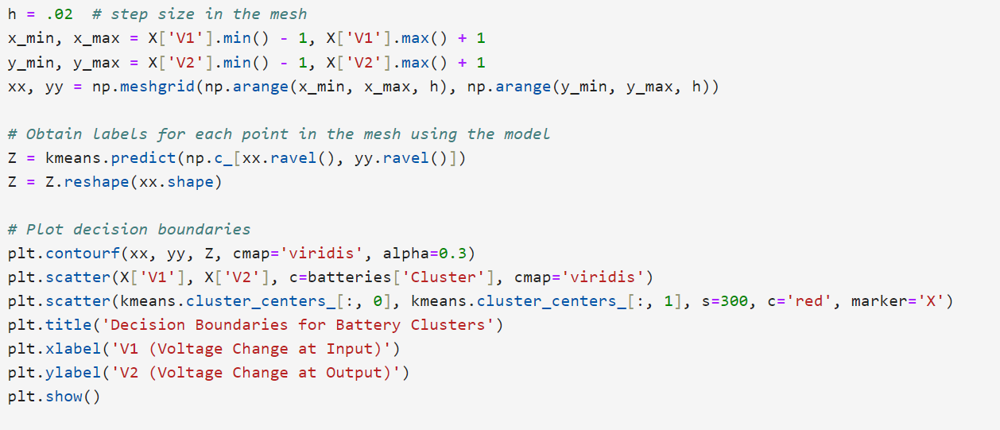 h = .02  # step size in the mesh
x_min, x_max = X['V1'].min() - 1, X['V1'].max() + 1
y_min, y_max = X['V2'].min() - 1, X['V2'].max() + 1
xx, yy = np.meshgrid(np.arange(x_min, x_max, h), np.arange(y_min, y_max, h))
# Obtain labels for each point in the mesh using the model
Z = kmeans.predict(np.c_[xx.ravel(), yy.ravel()])
Z = Z.reshape(xx.shape)
# Plot decision boundaries
plt.contourf(xx, yy, Z, cmap='viridis', alpha=0.3)
plt.scatter(X['V1'], X['V2'], c=batteries['Cluster'], cmap='viridis')
plt.scatter(kmeans.cluster_centers_[:, 0], kmeans.cluster_centers_[:, 1], s=300, c='red', marker='X')
plt.title('Decision Boundaries for Battery Clusters')
plt.xlabel('V1 (Voltage Change at Input)')
plt.ylabel('V2 (Voltage Change at Output)')
plt.show()